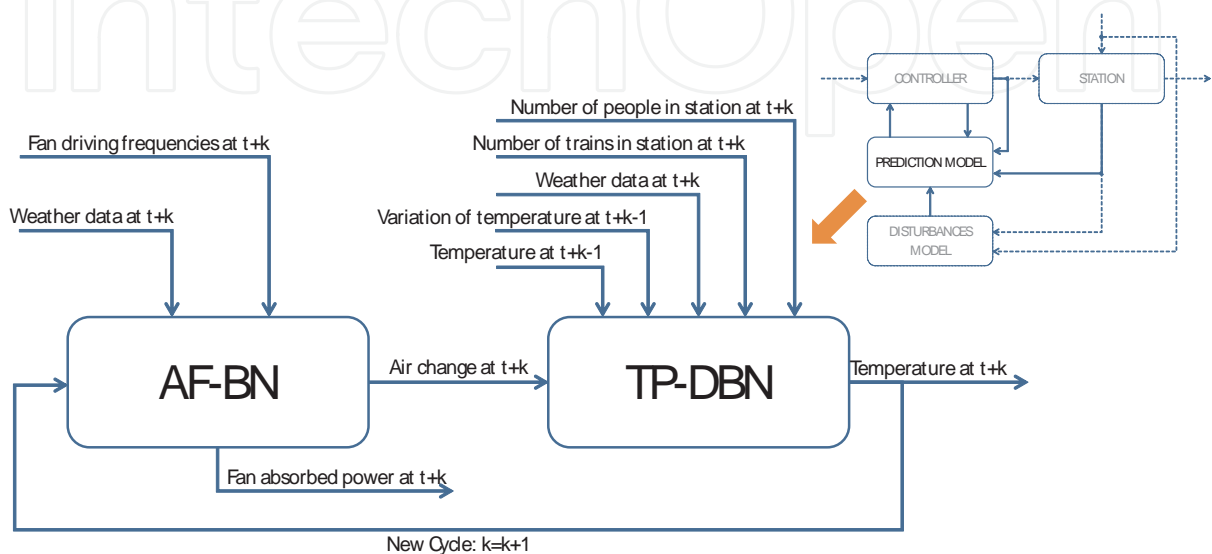 IntechOpen
CONTROLLER
STATION
PREDICTION MODEL
DISTURBANCES
MODEL
Number of people in station at t+k
Number of trains in station at t+k
Weather data at t+k
Variation of temperature at t+k-1
Temperature at t+k-1
Fan driving frequencies at t+k
Weather data at t+k
AF-BN
Air change at t+k
TP-DBN
Temperature at t+k
Fan absorbed power at t+k
New Cycle: k=k+1